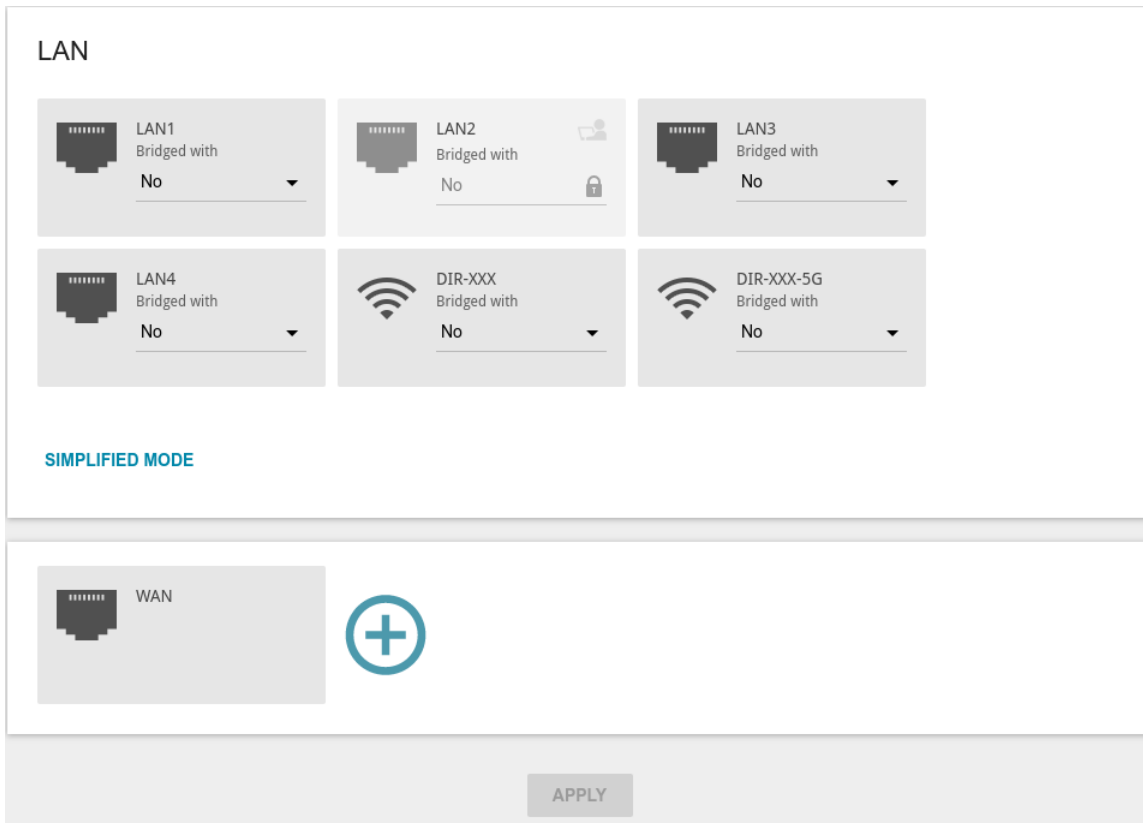 LAN
LAN1
Bridged with
No
LAN2
Bridged with
No
LAN3
Bridged with
No
LAN4
Bridged with
No
DIR-XXX
Bridged with
No
DIR-XXX-5G
Bridged with
No
SIMPLIFIED MODE
WAN
APPLY